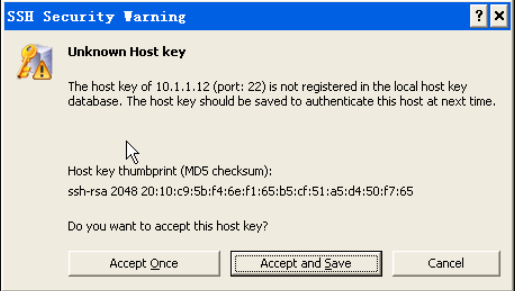 SSH Security Warning
Unknown Host key
The host key of 10.1.1.12 (port: 22) is not registered in the local host key
database. The host key should be saved to authenticate this host at next time.
Host key thumbprint (MD5 checksum):
ssh-rsa 2048 20:10:c9:5b:f4:6e:f1:65:b5:cf:51:a5:d4:50:f7:65
Do you want to accept this host key?
Accept Once Accept and Save Cancel